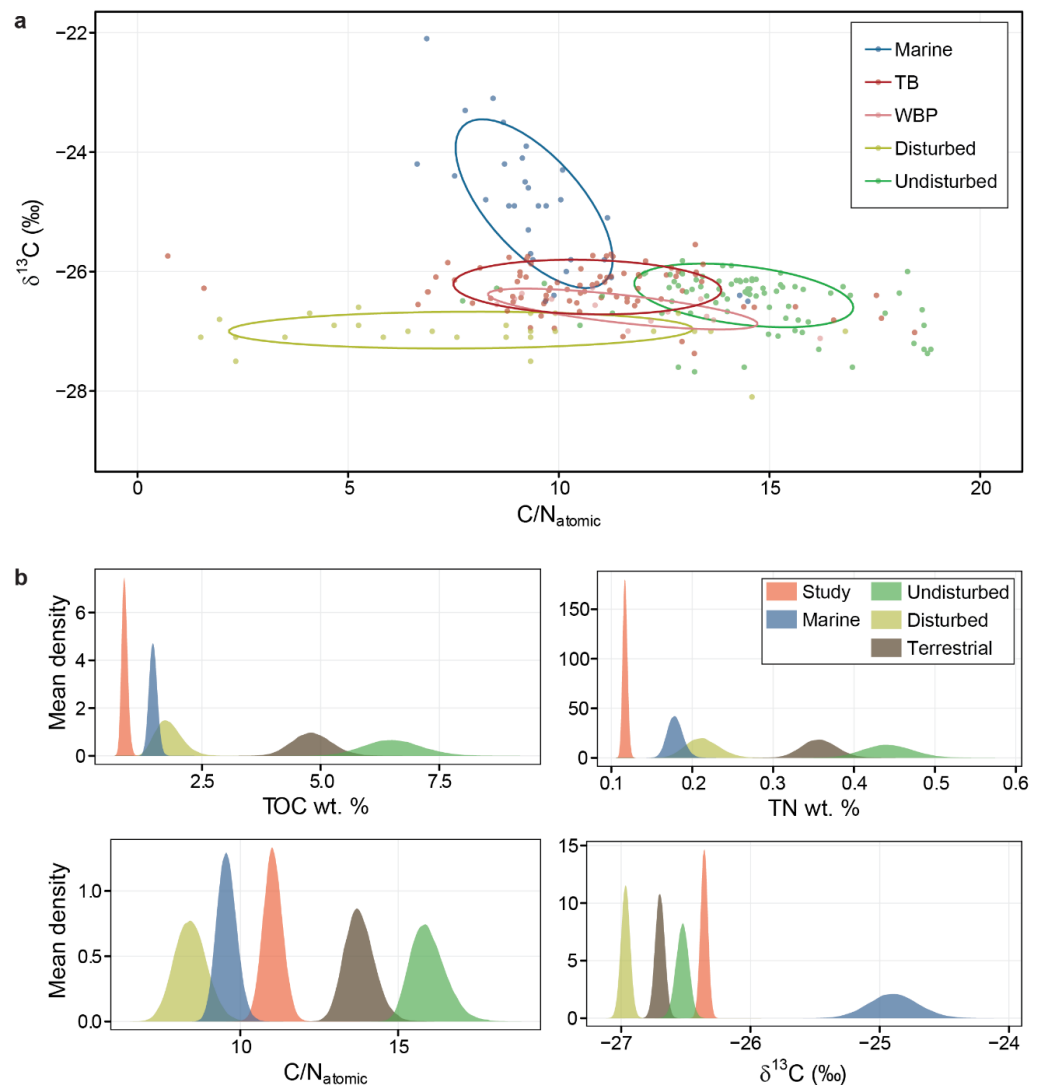 a
−22
−24
−26
−28
δ¹³C (‰)
0
5
10
15
20
C/Natomic
Marine
TB
WBP
Disturbed
Undisturbed
b
Mean density
6
4
2
0
2.5
5.0
7.5
TOC wt. %
150
100
50
0
0.1
0.2
0.3
0.4
0.5
0.6
TN wt. %
Study
Marine
Undisturbed
Disturbed
Terrestrial
Mean density
1.0
0.5
0.0
10
15
C/Natomic
15
10
5
0
−27
−26
−25
−24
δ¹³C (‰)